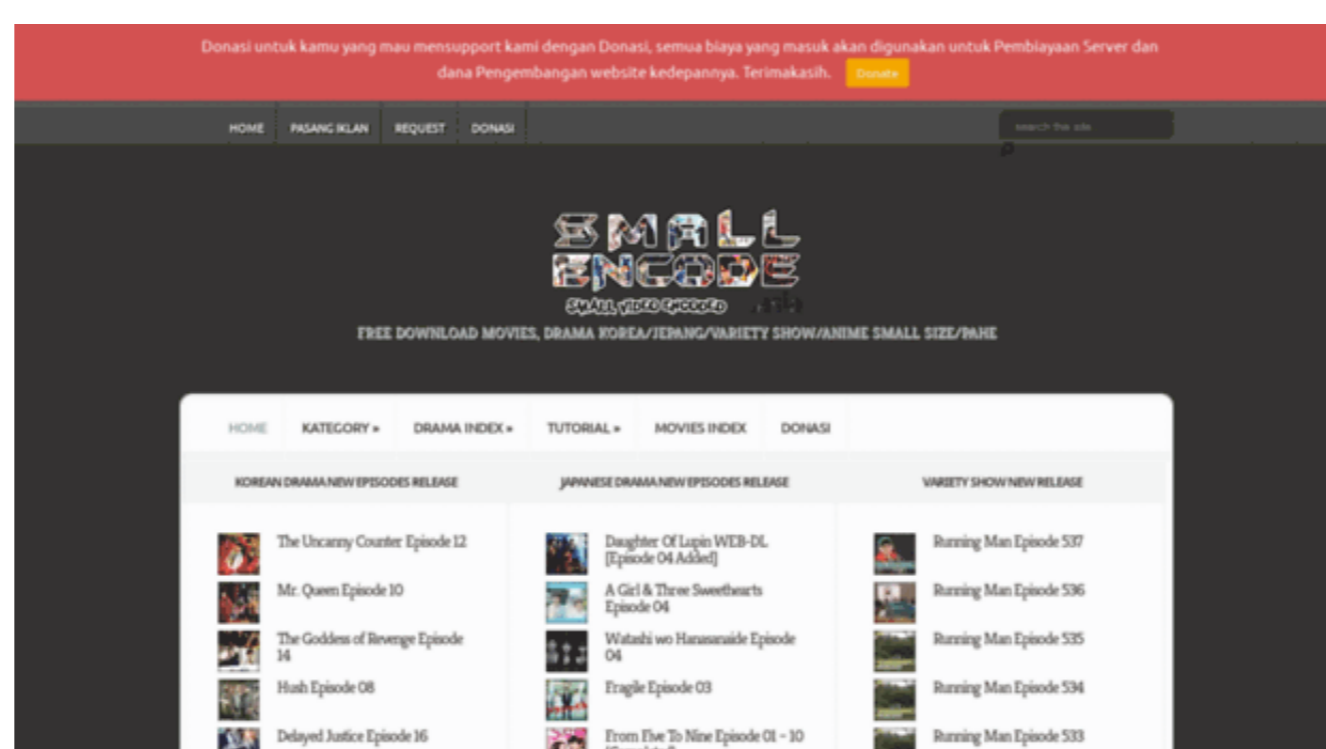 Donasi untuk kamu yang mau mensupport kami dengan Donasi, semua biaya yang masuk akan digunakan untuk Pembiayaan Server dan
dana Pengembangan website kedepannya. Terimakasih. Donate
HOME PASANG IKLAN REQUEST DONASI search this site
SMALL
ENCODE
SMALL VIDEO ENCODED .asia
FREE DOWNLOAD MOVIES, DRAMA KOREA/JEPANG/VARIETY SHOW/ANIME SMALL SIZE/PAHE
HOME KATEGORY » DRAMA INDEX » TUTORIAL » MOVIES INDEX DONASI
KOREAN DRAMA NEW EPISODES RELEASE
The Uncanny Counter Episode 12
Mr. Queen Episode 10
The Goddess of Revenge Episode
14
Hush Episode 08
Delayed Justice Episode 16
JAPANESE DRAMA NEW EPISODES RELEASE
Daughter Of Lupin WEB-DL
[Episode 04 Added]
A Girl & Three Sweethearts
Episode 04
Watashi wo Hanasanaide Episode
04
Fragile Episode 03
From Five To Nine Episode 01 - 10
VARIETY SHOW NEW RELEASE
Running Man Episode 537
Running Man Episode 536
Running Man Episode 535
Running Man Episode 534
Running Man Episode 533